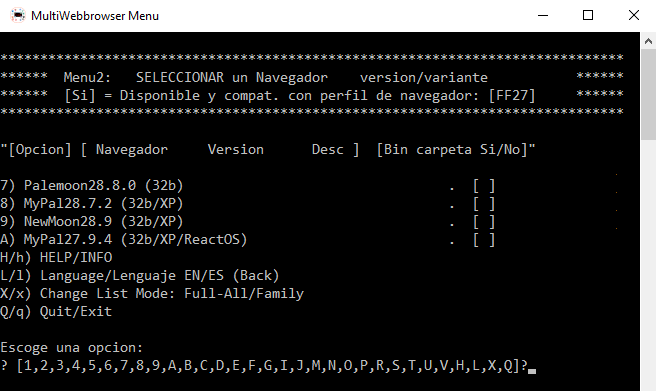 MultiWebbrowser Menu
******************************************************************************
****** Menu2: SELECCIONAR un Navegador version/variante ******
****** [Si] = Disponible y compat. con perfil de navegador: [FF27] ******
******************************************************************************
"[Opcion] [ Navegador Version Desc ] [Bin carpeta Si/No]"
7) Palemoon28.8.0 (32b) . [ ]
8) MyPal28.7.2 (32b/XP) . [ ]
9) NewMoon28.9 (32b/XP) . [ ]
A) MyPal27.9.4 (32b/XP/ReactOS) . [ ]
H/h) HELP/INFO
L/l) Language/Lenguaje EN/ES (Back)
X/x) Change List Mode: Full-All/Family
Q/q) Quit/Exit
Escoge una opcion:
? [1,2,3,4,5,6,7,8,9,A,B,C,D,E,F,G,I,J,M,N,O,P,R,S,T,U,V,H,L,X,Q]?